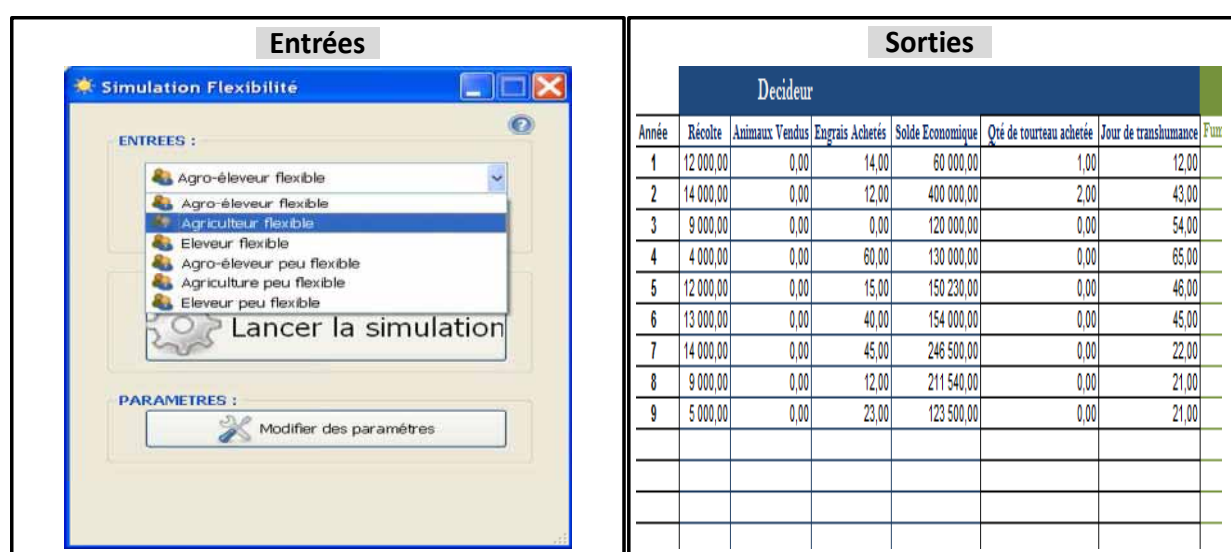 Entrées
Simulation Flexibilité
ENTREES :
Agro-éleveur flexible
Agro-éleveur flexible
Agriculteur flexible
Eleveur flexible
Agro-éleveur peu flexible
Agriculture peu flexible
Eleveur peu flexible
Lancer la simulation
PARAMETRES :
Modifier des paramétres
Sorties
Decideur
Année Récolte Animaux Vendus Engrais Achetés Solde Economique Qté de tourteau achetée Jour de transhumance
1 12 000,00 0,00 14,00 60 000,00 1,00 12,00
2 14 000,00 0,00 12,00 400 000,00 2,00 43,00
3 9 000,00 0,00 0,00 120 000,00 0,00 54,00
4 4 000,00 0,00 60,00 130 000,00 0,00 65,00
5 12 000,00 0,00 15,00 150 230,00 0,00 46,00
6 13 000,00 0,00 40,00 154 000,00 0,00 45,00
7 14 000,00 0,00 45,00 246 500,00 0,00 22,00
8 9 000,00 0,00 12,00 211 540,00 0,00 21,00
9 5 000,00 0,00 23,00 123 500,00 0,00 21,00